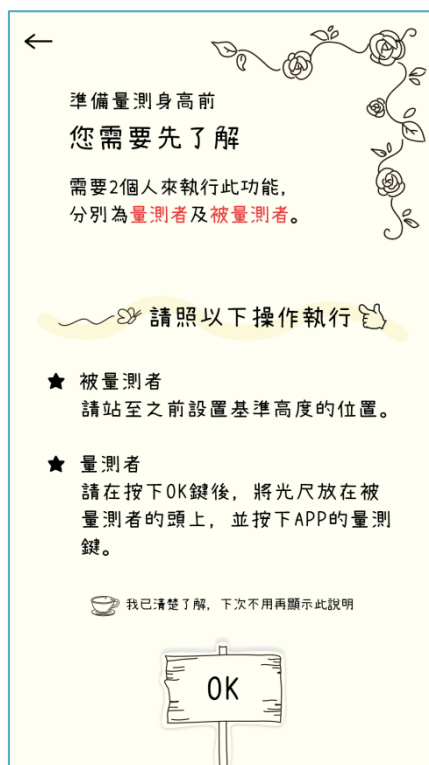 準備量測身高前
您需要先了解
需要2個人來執行此功能，
分別為量測者及被量測者。
請照以下操作執行
★ 被量測者
請站至之前設置基準高度的位置。
★ 量測者
請在按下OK鍵後，將光尺放在被
量測者的頭上，並按下APP的量測
鍵。
我已清楚了解，下次不用再顯示此說明
OK